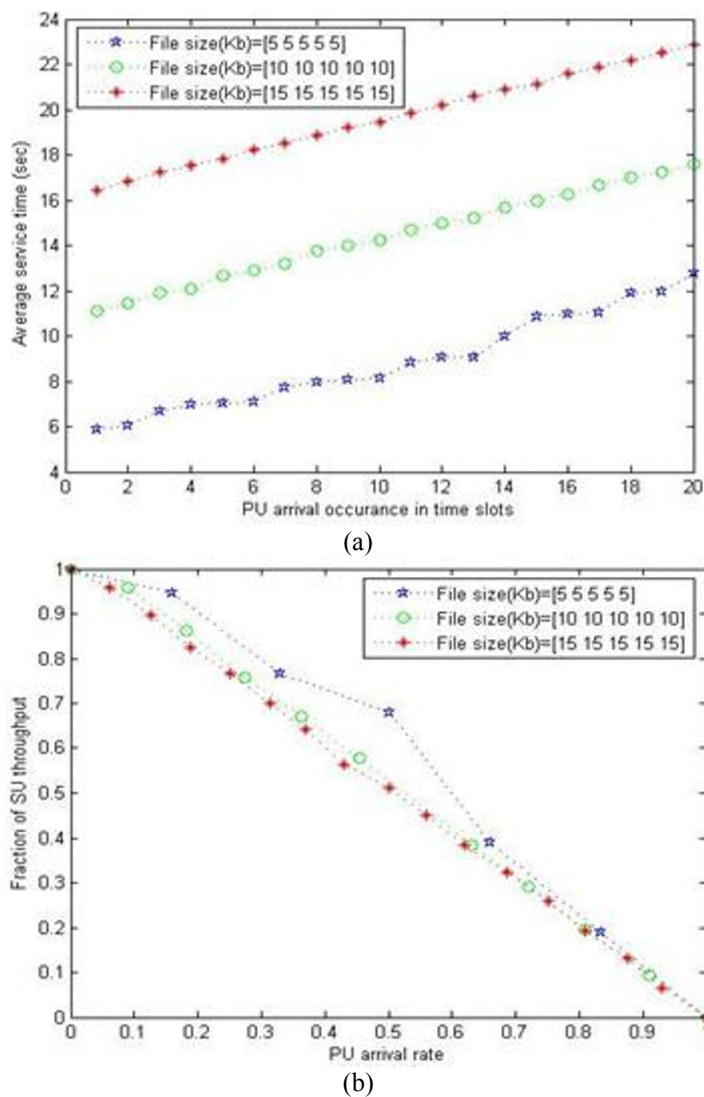 24
22
20
18
16
14
12
10
8
6
4
Average service time (sec)
File size(Kb)=[5 5 5 5 5]
File size(Kb)=[10 10 10 10 10]
File size(Kb)=[15 15 15 15 15]
0 2 4 6 8 10 12 14 16 18 20
PU arrival occurance in time slots
(a)
1
0.9
0.8
0.7
0.6
0.5
0.4
0.3
0.2
0.1
0
Fraction of SU throughput
File size(Kb)=[5 5 5 5 5]
File size(Kb)=[10 10 10 10 10]
File size(Kb)=[15 15 15 15 15]
0 0.1 0.2 0.3 0.4 0.5 0.6 0.7 0.8 0.9
PU arrival rate
(b)